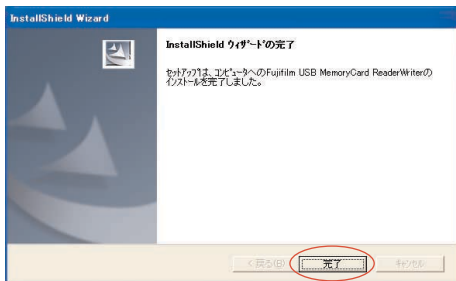 InstallShield Wizard
InstallShield ウィザードの完了
セットアップは、コンピュータへのFujifilm USB MemoryCard ReaderWriterの
インストールを完了しました。
< 戻る(B)
完了
キャンセル